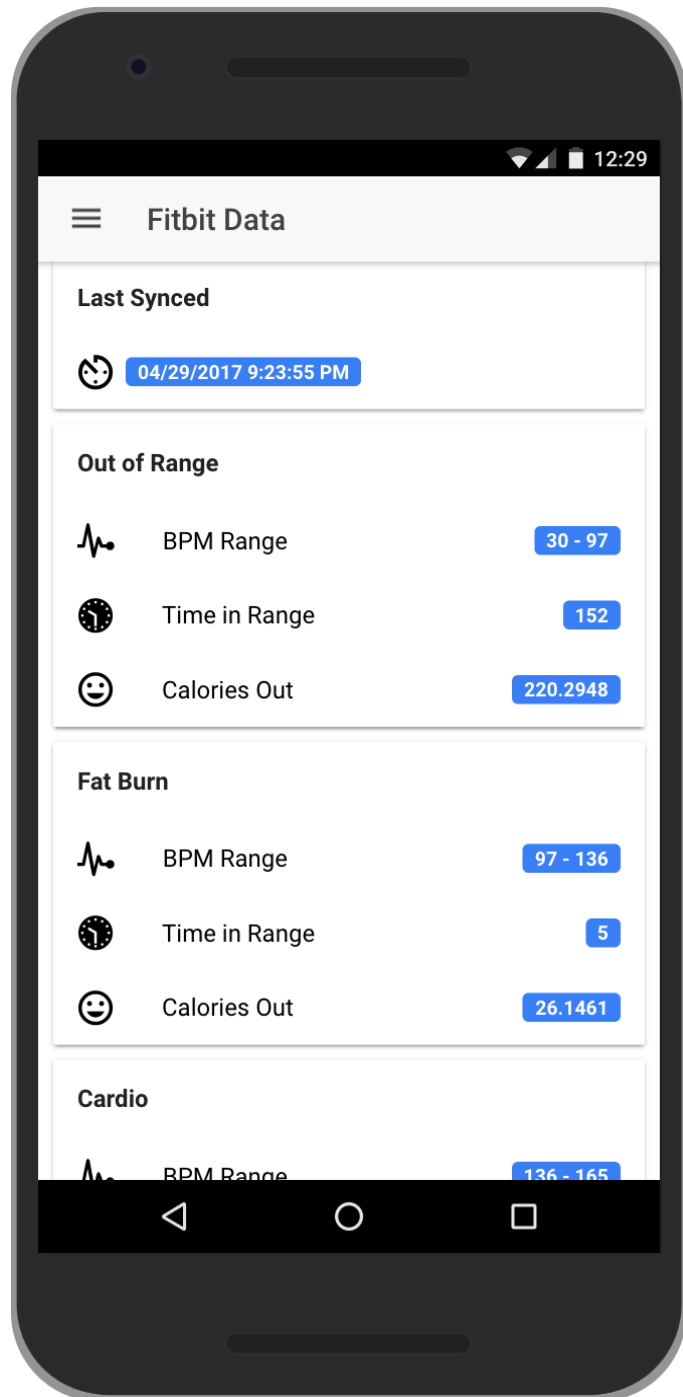 12:29
Fitbit Data
Last Synced
04/29/2017 9:23:55 PM
Out of Range
BPM Range 30 - 97
Time in Range 152
Calories Out 220.2948
Fat Burn
BPM Range 97 - 136
Time in Range 5
Calories Out 26.1461
Cardio
BPM Range 136 - 165